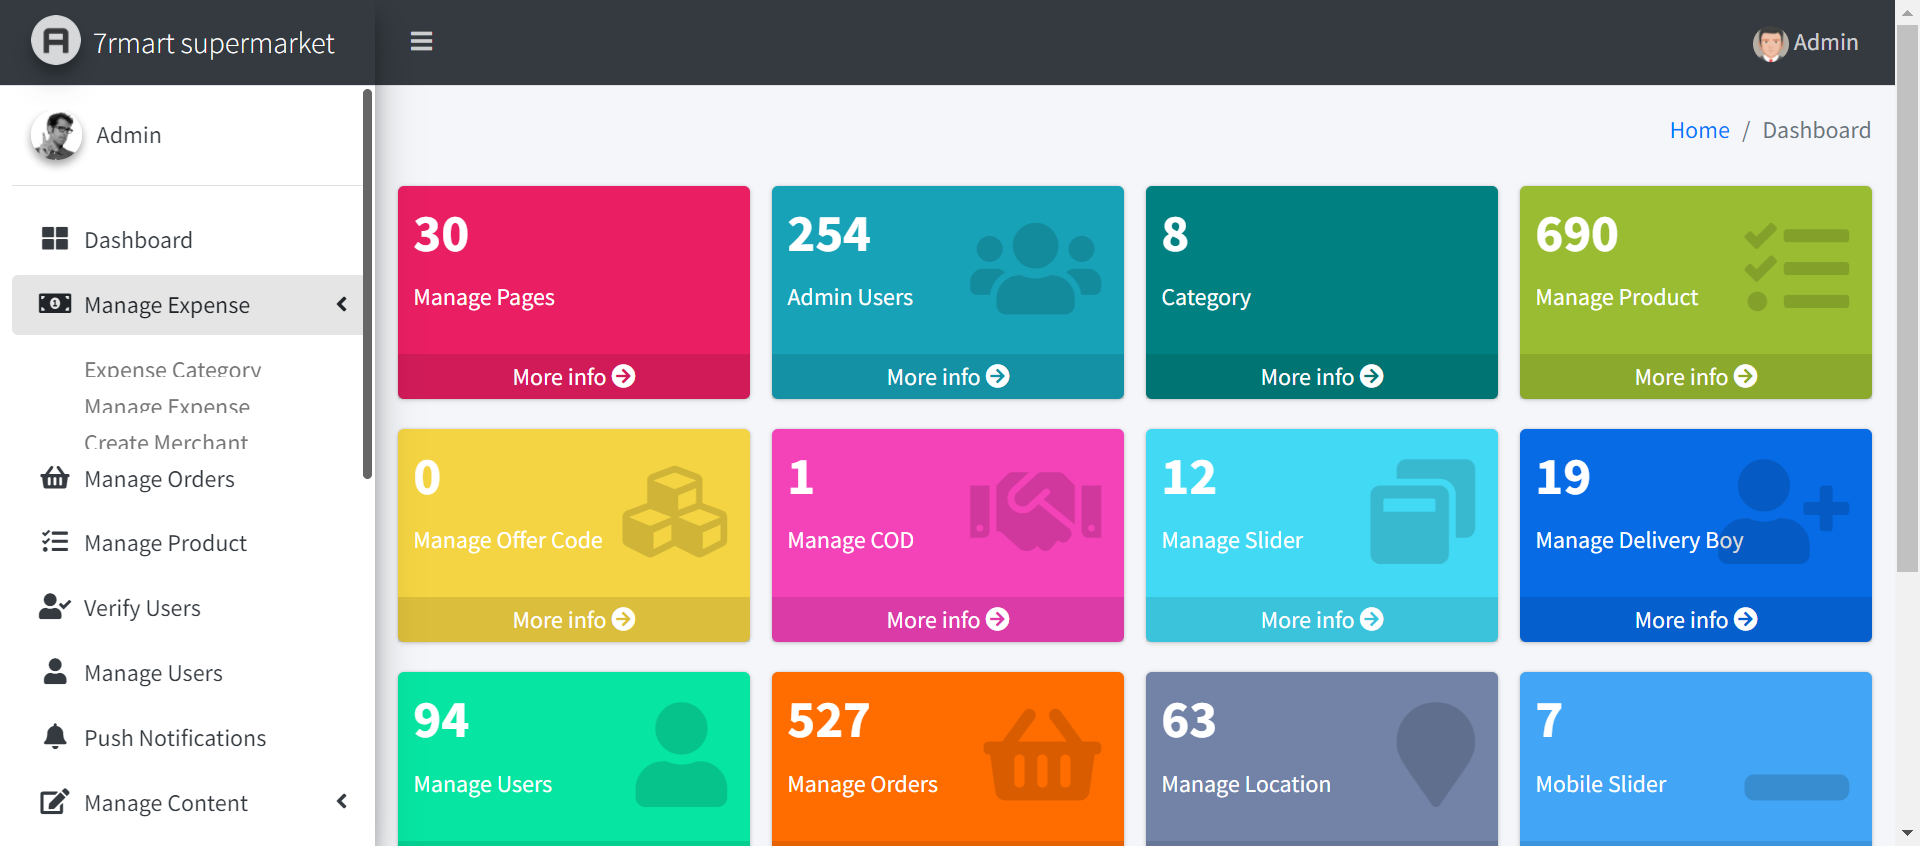 7rmart supermarket
Admin
Admin
Home / Dashboard
Dashboard
Manage Expense
Expense Category
Manage Expense
Create Merchant
Manage Orders
Manage Product
Verify Users
Manage Users
Push Notifications
Manage Content
30
Manage Pages
More info
254
Admin Users
More info
8
Category
More info
690
Manage Product
More info
0
Manage Offer Code
More info
1
Manage COD
More info
12
Manage Slider
More info
19
Manage Delivery Boy
More info
94
Manage Users
527
Manage Orders
63
Manage Location
7
Mobile Slider